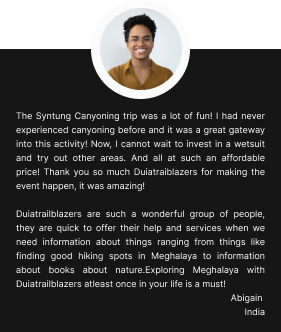 The Syntung Canyoning trip was a lot of fun! I had never
experienced canyoning before and it was a great gateway
into this activity! Now, I cannot wait to invest in a wetsuit
and try out other areas. And all at such an affordable
price! Thank you so much Duiatraiblazers for making the
event happen, it was amazing!
Duiatrailblazers are such a wonderful group of people,
they are quick to offer their help and services when we
need information about things ranging from things like
finding good hiking spots in Meghalaya to information
about books about nature.Exploring Meghalaya with
Duiatrailblazers atleast once in your life is a must!
Abigain
India